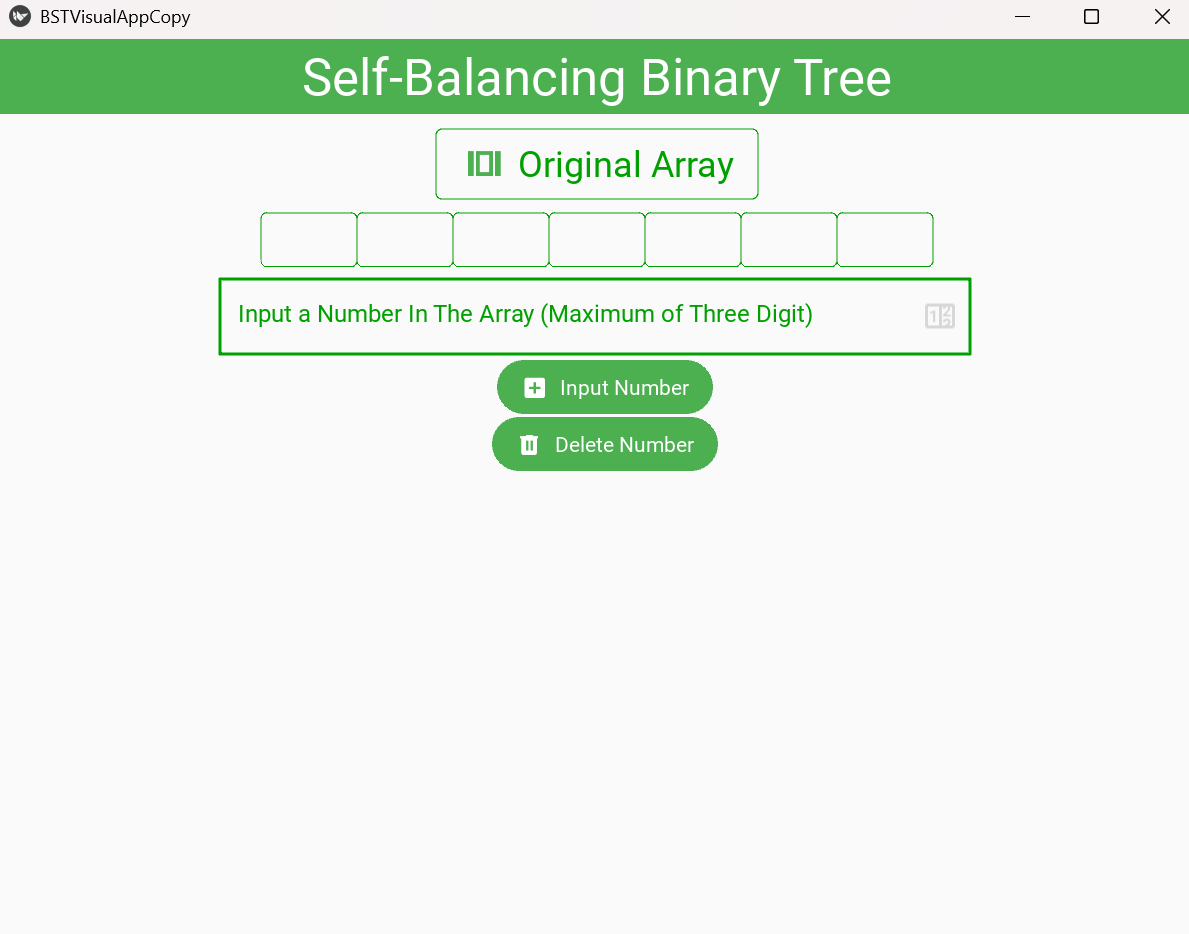 BSTVisualAppCopy
Self-Balancing Binary Tree
Original Array
Input a Number In The Array (Maximum of Three Digit)
Input Number
Delete Number